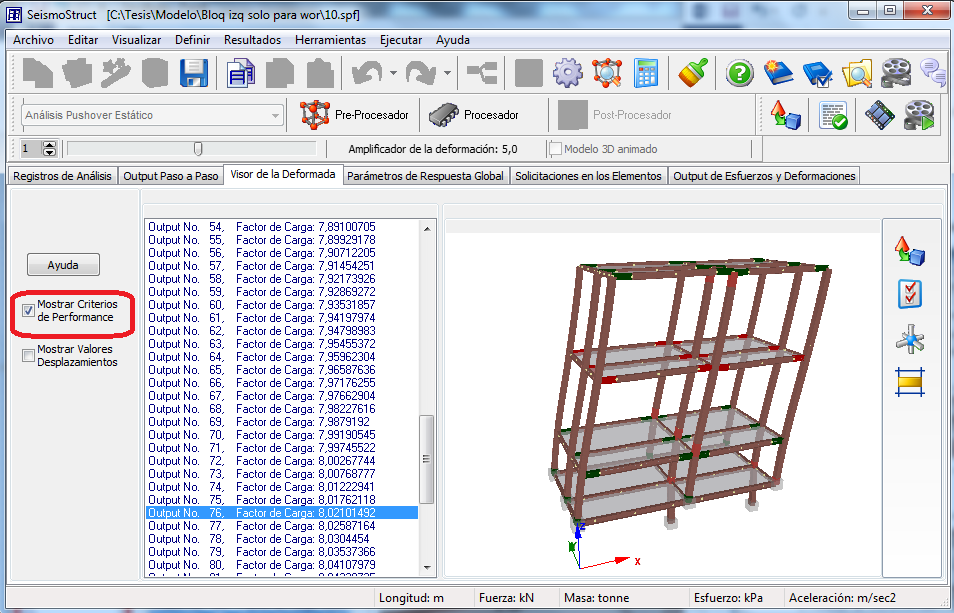 SeismoStruct [C:\Tesis\Modelo\Bloq izq solo para wor\10.spf]
Archivo Editar Visualizar Definir Resultados Herramientas Ejecutar Ayuda
Análisis Pushover Estático Pre-Procesador Procesador Post-Procesador
1 Amplificador de la deformación: 5,0 Modelo 3D animado
Registros de Análisis Output Paso a Paso Visor de la Deformada Parámetros de Respuesta Global Solicitaciones en los Elementos Output de Esfuerzos y Deformaciones
Ayuda
Mostrar Criterios
de Performance
Mostrar Valores
Desplazamientos
Output No. 54, Factor de Carga: 7,89100705
Output No. 55, Factor de Carga: 7,89929178
Output No. 56, Factor de Carga: 7,90712205
Output No. 57, Factor de Carga: 7,91454251
Output No. 58, Factor de Carga: 7,92173926
Output No. 59, Factor de Carga: 7,92869272
Output No. 60, Factor de Carga: 7,93531857
Output No. 61, Factor de Carga: 7,94197974
Output No. 62, Factor de Carga: 7,94798983
Output No. 63, Factor de Carga: 7,95455372
Output No. 64, Factor de Carga: 7,95962304
Output No. 65, Factor de Carga: 7,96587636
Output No. 66, Factor de Carga: 7,97176255
Output No. 67, Factor de Carga: 7,97662904
Output No. 68, Factor de Carga: 7,98227616
Output No. 69, Factor de Carga: 7,9879192
Output No. 70, Factor de Carga: 7,99190545
Output No. 71, Factor de Carga: 7,99745522
Output No. 72, Factor de Carga: 8,00267744
Output No. 73, Factor de Carga: 8,00768777
Output No. 74, Factor de Carga: 8,01222941
Output No. 75, Factor de Carga: 8,01762118
Output No. 76, Factor de Carga: 8,02101492
Output No. 77, Factor de Carga: 8,02587164
Output No. 78, Factor de Carga: 8,0304454
Output No. 79, Factor de Carga: 8,03537366
Output No. 80, Factor de Carga: 8,04107979
z
Y
x
Longitud: m Fuerza: kN Masa: tonne Esfuerzo: kPa Aceleración: m/sec2